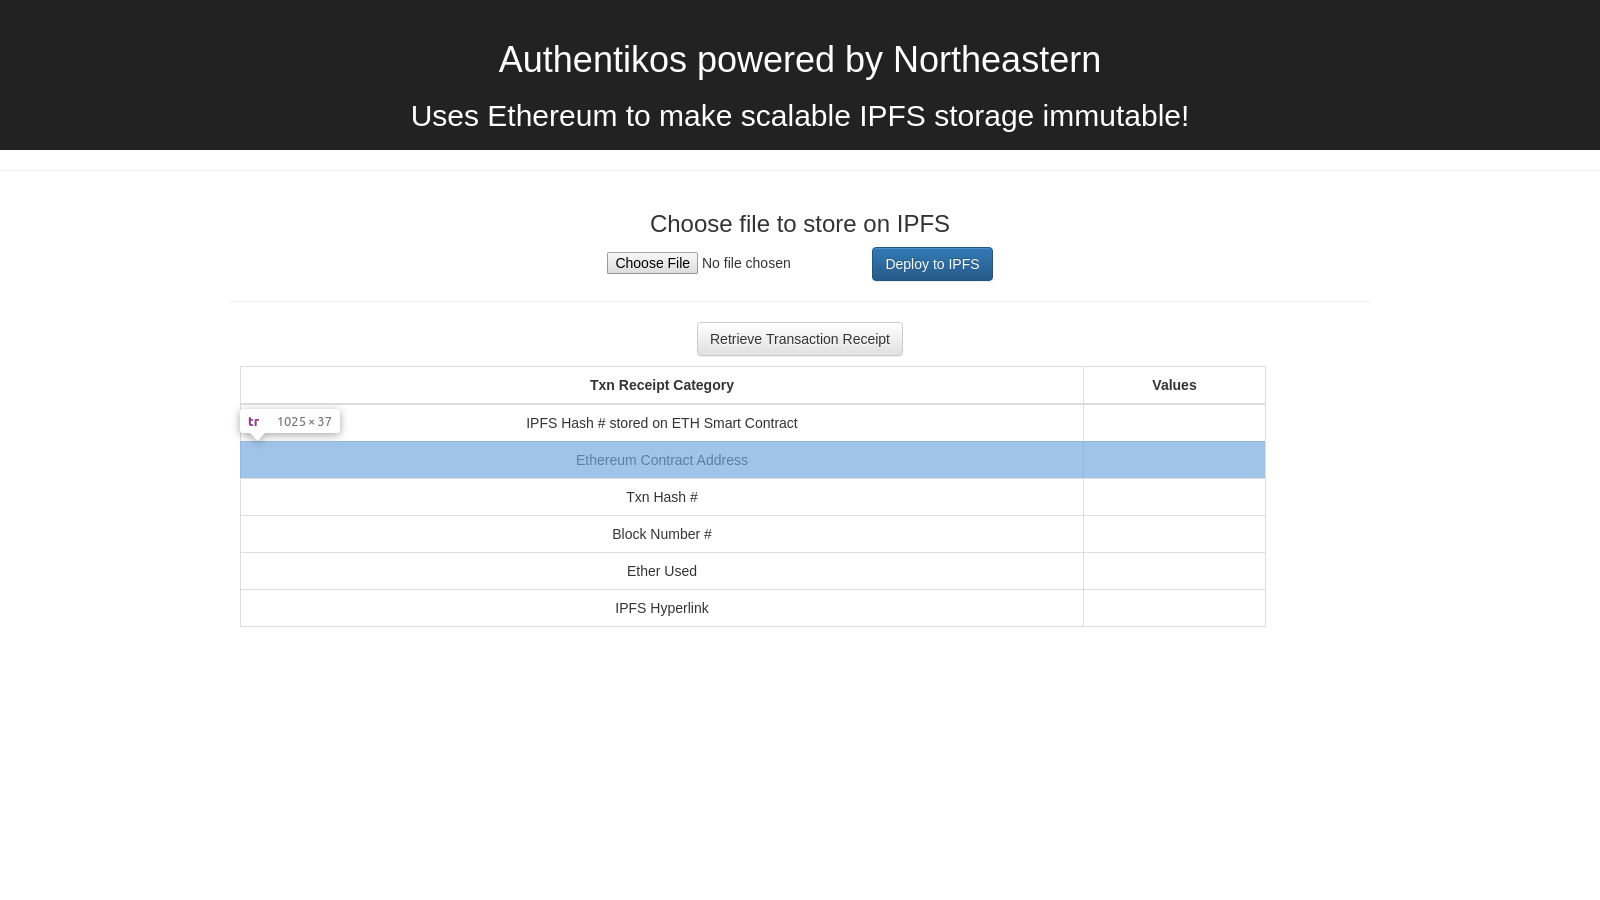 Authentikos powered by Northeastern
Uses Ethereum to make scalable IPFS storage immutable!
Choose file to store on IPFS
Choose File No file chosen Deploy to IPFS
Retrieve Transaction Receipt
Txn Receipt Category Values
tr 1025 × 37 IPFS Hash # stored on ETH Smart Contract
Ethereum Contract Address
Txn Hash #
Block Number #
Ether Used
IPFS Hyperlink